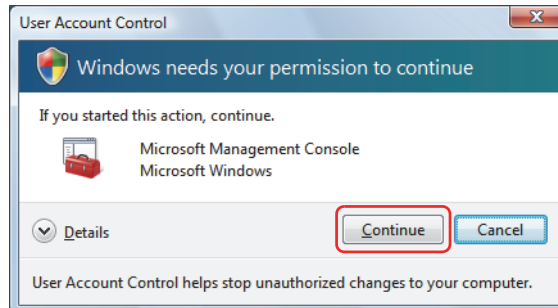 User Account Control
Windows needs your permission to continue
If you started this action, continue.
Microsoft Management Console
Microsoft Windows
Details
Continue
Cancel
User Account Control helps stop unauthorized changes to your computer.